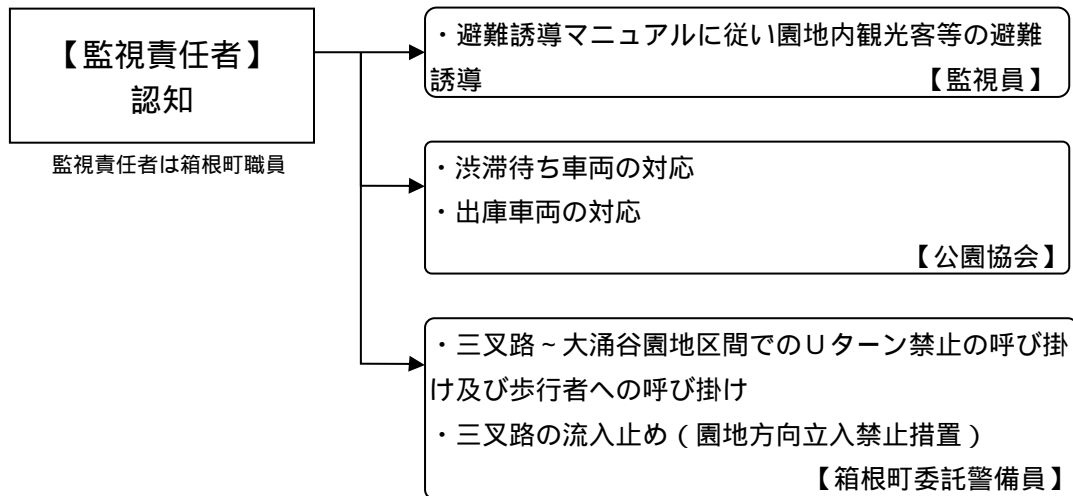 【監視責任者】
認知
監視責任者は箱根町職員
・避難誘導マニュアルに従い園地内観光客等の避難
誘導 【監視員】
・渋滞待ち車両の対応
・出庫車両の対応
【公園協会】
・三叉路~大涌谷園地区間でのUターン禁止の呼び掛
け及び歩行者への呼び掛け
・三叉路の流入止め(園地方向立入禁止措置)
【箱根町委託警備員】